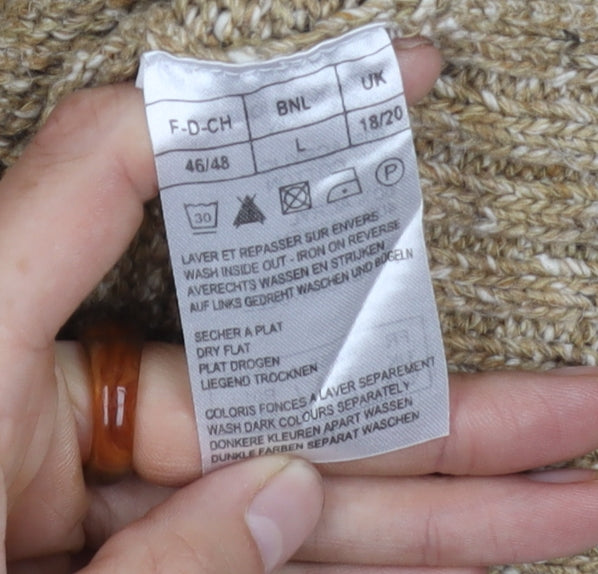 F-D-CH BNL UK
46/48 L 18/20
30 P
LAVER ET REPASSER SUR ENVERS
WASH INSIDE OUT - IRON ON REVERSE
AVERECHTS WASSEN EN STRIJKEN
AUF LINKS GEDREHT WASCHEN UND BÜGELN
SECHER A PLAT
DRY FLAT
PLAT DROGEN
LIEGEND TROCKNEN
COLORIS FONCES A LAVER SEPAREMENT
WASH DARK COLOURS SEPARATELY
DONKERE KLEUREN APART WASSEN
DUNKLE FARBEN SEPARAT WASCHEN